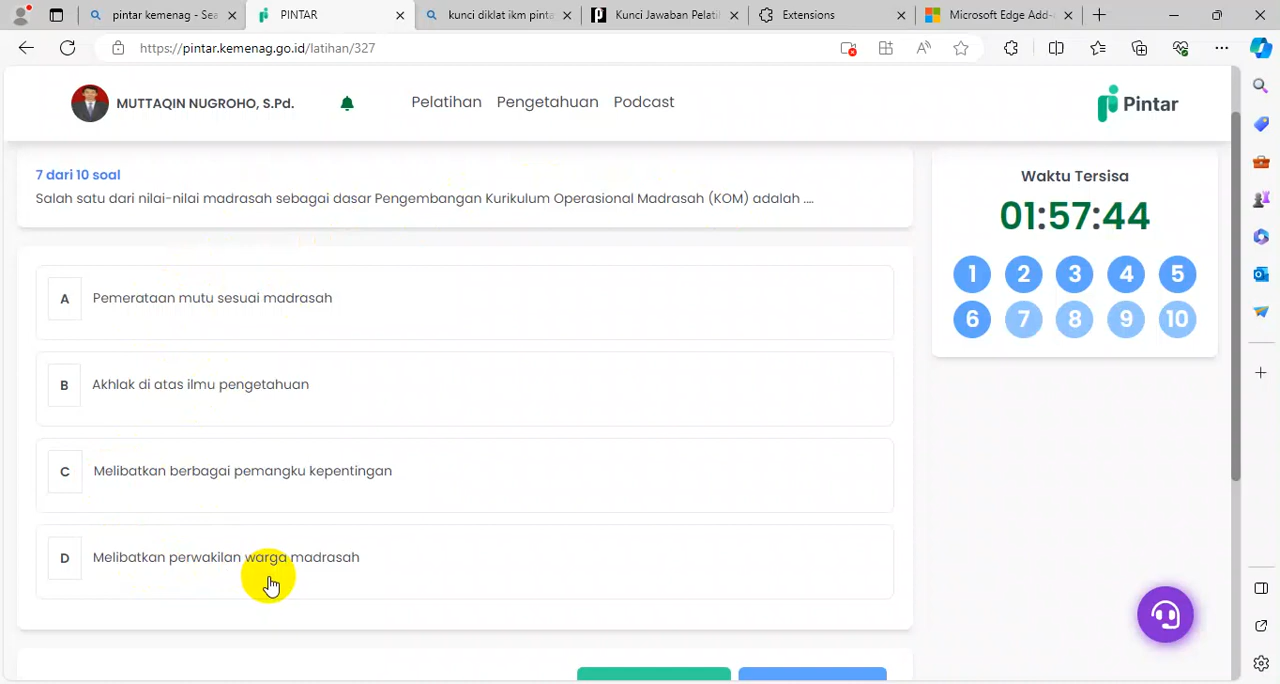 pintar kemenag - Sea
PINTAR
kunci diklat ikm pinta
Kunci Jawaban Pelati
Extensions
Microsoft Edge Add-
https://pintar.kemenag.go.id/latihan/327
MUTTAQIN NUGROHO, S.Pd.
Pelatihan
Pengetahuan
Podcast
Pintar
7 dari 10 soal
Salah satu dari nilai-nilai madrasah sebagai dasar Pengembangan Kurikulum Operasional Madrasah (KOM) adalah ....
A
Pemerataan mutu sesuai madrasah
B
Akhlak di atas ilmu pengetahuan
C
Melibatkan berbagai pemangku kepentingan
D
Melibatkan perwakilan warga madrasah
Waktu Tersisa
01:57:44
1 2 3 4 5
6 7 8 9 10